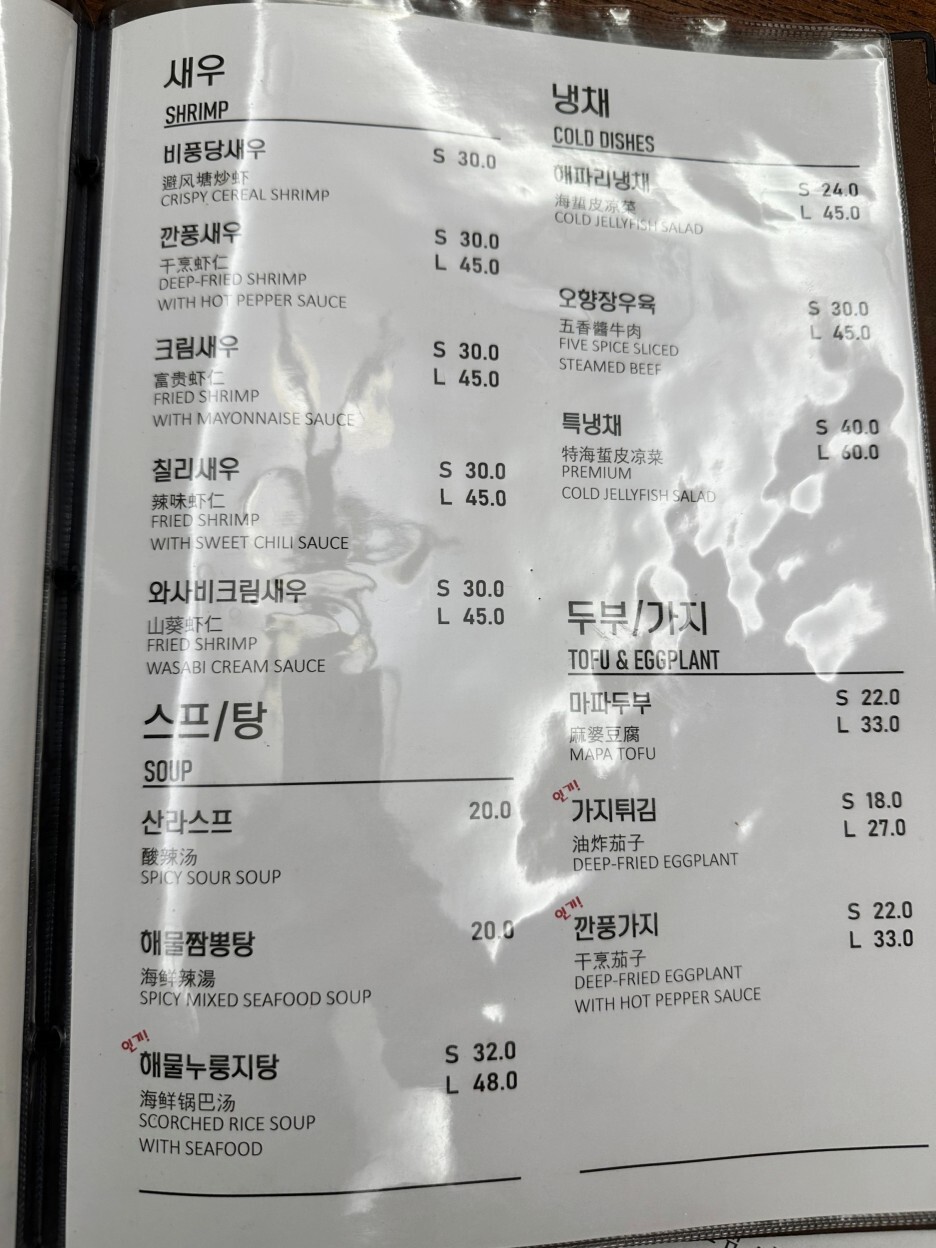 새우
SHRIMP
비풍당새우
S 30.0
避风塘炒虾
CRISPY CEREAL SHRIMP
깐풍새우
S 30.0
干烹虾仁
L 45.0
DEEP-FRIED SHRIMP
WITH HOT PEPPER SAUCE
크림새우
S 30.0
富贵虾仁
L 45.0
FRIED SHRIMP
WITH MAYONNAISE SAUCE
칠리새우
S 30.0
辣味虾仁
L 45.0
FRIED SHRIMP
WITH SWEET CHILI SAUCE
와사비크림새우
S 30.0
山葵虾仁
L 45.0
FRIED SHRIMP
WASABI CREAM SAUCE
스프/탕
SOUP
산라스프
20.0
酸辣汤
SPICY SOUR SOUP
해물짬뽕탕
20.0
海鲜辣湯
SPICY MIXED SEAFOOD SOUP
인기!
해물누룽지탕
S 32.0
L 48.0
海鲜锅巴汤
SCORCHED RICE SOUP
WITH SEAFOOD
냉채
COLD DISHES
해파리냉채
S 24.0
海蜇皮凉菜
L 45.0
COLD JELLYFISH SALAD
오향장우육
S 30.0
五香醬牛肉
L 45.0
FIVE SPICE SLICED
STEAMED BEEF
특냉채
S 40.0
特海蜇皮凉菜
L 60.0
PREMIUM
COLD JELLYFISH SALAD
두부/가지
TOFU & EGGPLANT
마파두부
S 22.0
麻婆豆腐
L 33.0
MAPA TOFU
인기!
가지튀김
S 18.0
油炸茄子
L 27.0
DEEP-FRIED EGGPLANT
인기!
깐풍가지
S 22.0
干烹茄子
L 33.0
DEEP-FRIED EGGPLANT
WITH HOT PEPPER SAUCE